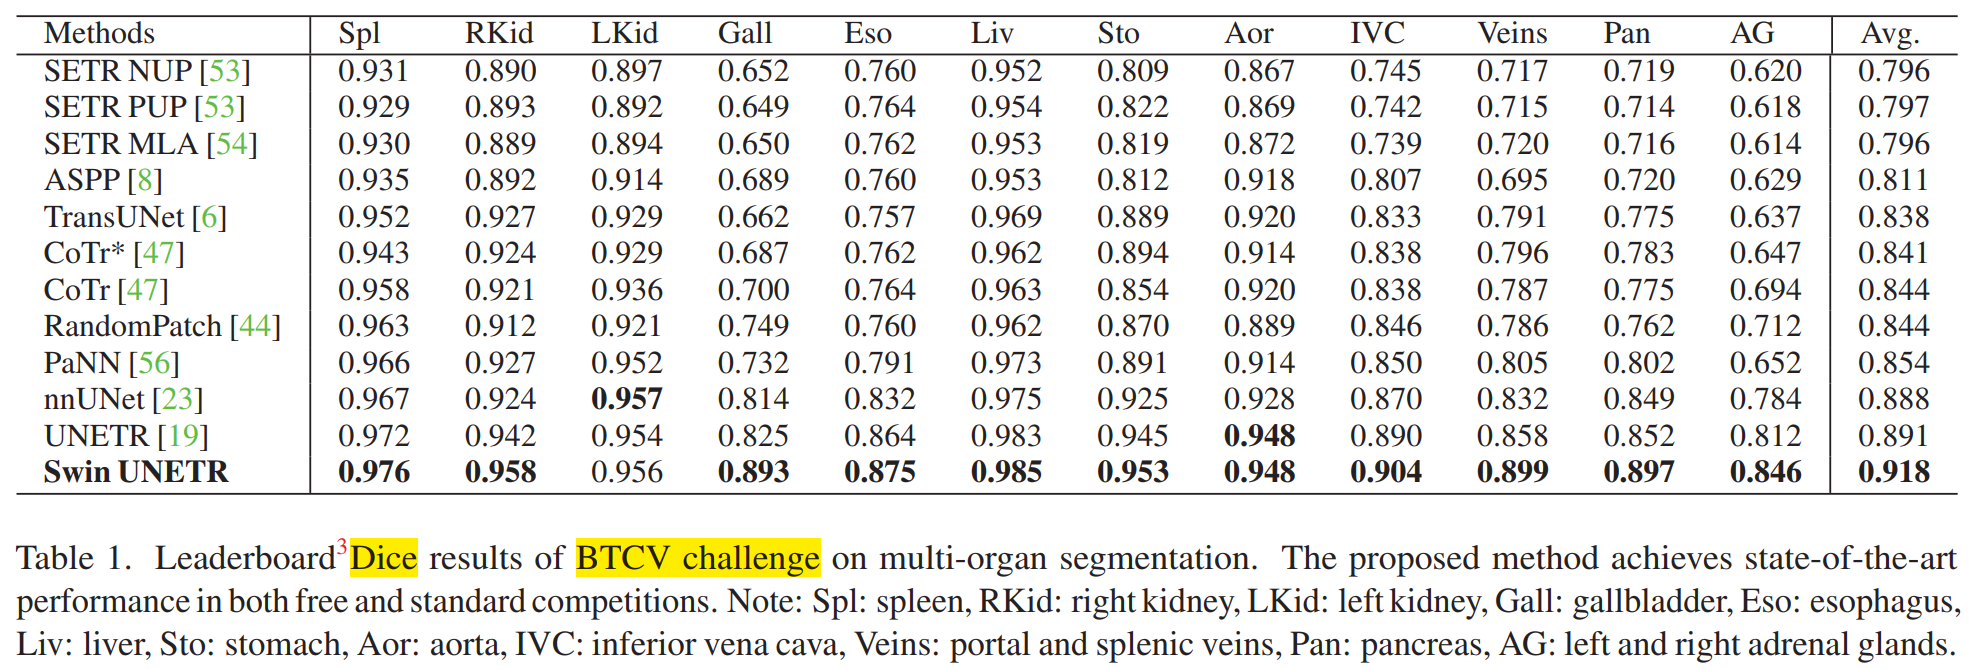 Methods Spl RKid LKid Gall Eso Liv Sto Aor IVC Veins Pan AG Avg.
SETR NUP [53] 0.931 0.890 0.897 0.652 0.760 0.952 0.809 0.867 0.745 0.717 0.719 0.620 0.796
SETR PUP [53] 0.929 0.893 0.892 0.649 0.764 0.954 0.822 0.869 0.742 0.715 0.714 0.618 0.797
SETR MLA [54] 0.930 0.889 0.894 0.650 0.762 0.953 0.819 0.872 0.739 0.720 0.716 0.614 0.796
ASPP [8] 0.935 0.892 0.914 0.689 0.760 0.953 0.812 0.918 0.807 0.695 0.720 0.629 0.811
TransUNet [6] 0.952 0.927 0.929 0.662 0.757 0.969 0.889 0.920 0.833 0.791 0.775 0.637 0.838
CoTr* [47] 0.943 0.924 0.929 0.687 0.762 0.962 0.894 0.914 0.838 0.796 0.783 0.647 0.841
CoTr [47] 0.958 0.921 0.936 0.700 0.764 0.963 0.854 0.920 0.838 0.787 0.775 0.694 0.844
RandomPatch [44] 0.963 0.912 0.921 0.749 0.760 0.962 0.870 0.889 0.846 0.786 0.762 0.712 0.844
PaNN [56] 0.966 0.927 0.952 0.732 0.791 0.973 0.891 0.914 0.850 0.805 0.802 0.652 0.854
nnUNet [23] 0.967 0.924 0.957 0.814 0.832 0.975 0.925 0.928 0.870 0.832 0.849 0.784 0.888
UNETR [19] 0.972 0.942 0.954 0.825 0.864 0.983 0.945 0.948 0.890 0.858 0.852 0.812 0.891
Swin UNETR 0.976 0.958 0.956 0.893 0.875 0.985 0.953 0.948 0.904 0.899 0.897 0.846 0.918
Table 1. Leaderboard³Dice results of BTCV challenge on multi-organ segmentation. The proposed method achieves state-of-the-art
performance in both free and standard competitions. Note: Spl: spleen, RKid: right kidney, LKid: left kidney, Gall: gallbladder, Eso: esophagus,
Liv: liver, Sto: stomach, Aor: aorta, IVC: inferior vena cava, Veins: portal and splenic veins, Pan: pancreas, AG: left and right adrenal glands.